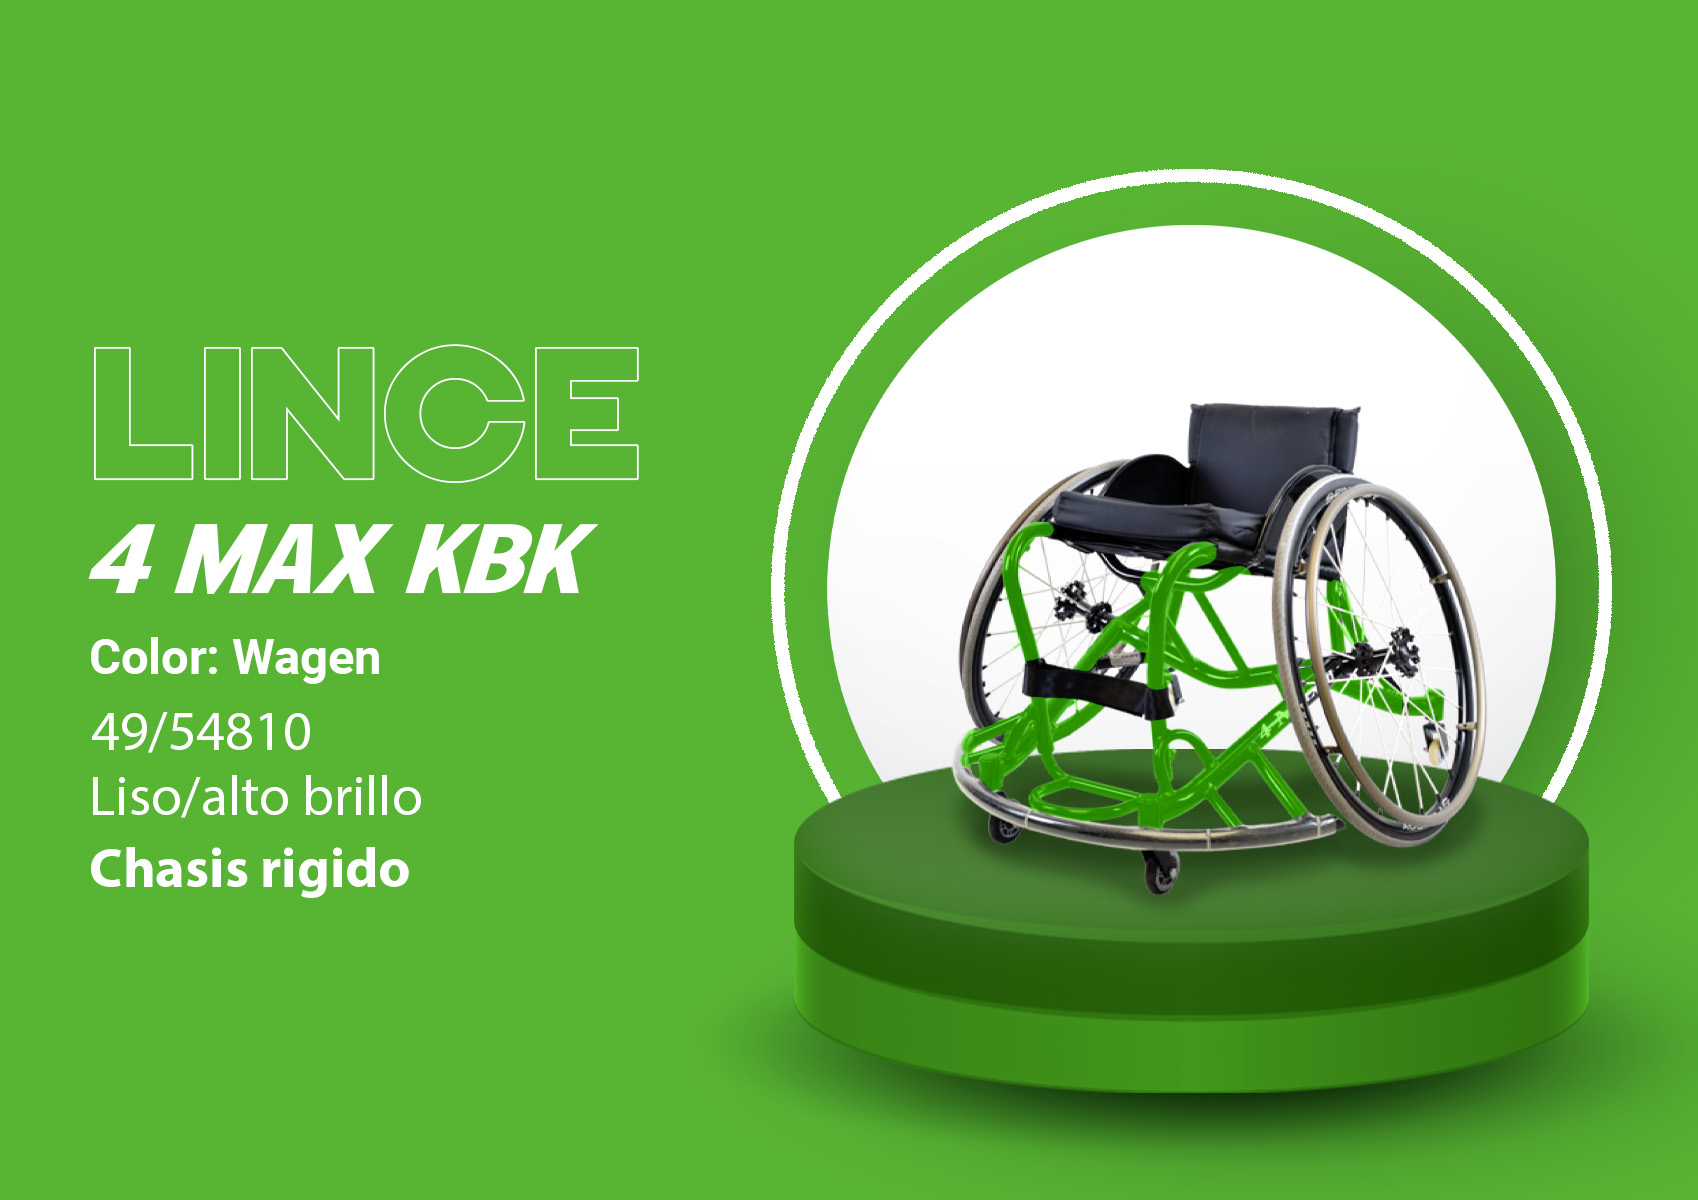 LINCE
4 MAX KBK
Color: Wagen
49/54810
Liso/alto brillo
Chasis rigido